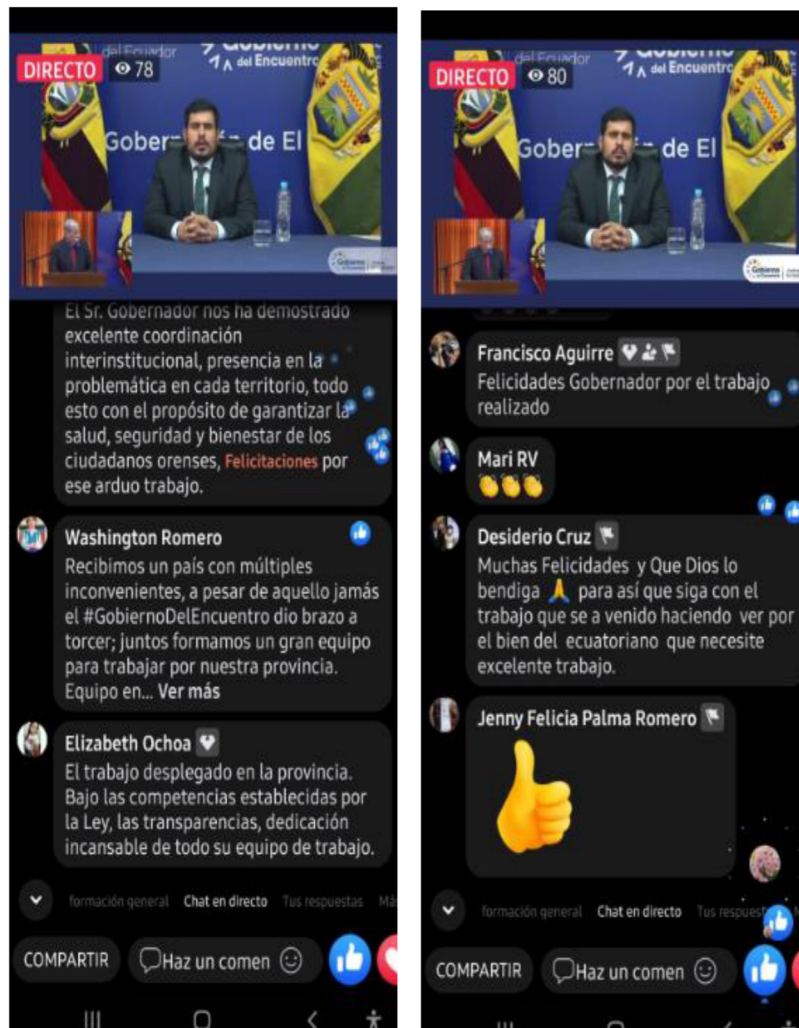 del Ecuador
Gobierno
del Encuentro
DIRECTO 78
de El
El Sr. Gobernador nos ha demostrado
excelente coordinación
interinstitucional, presencia en la
problemática en cada territorio, todo
esto con el propósito de garantizar la
salud, seguridad y bienestar de los
ciudadanos orenses, Felicitaciones por
ese arduo trabajo.
Washington Romero
Recibimos un país con múltiples
inconvenientes, a pesar de aquello jamás
el #GobiernoDelEncuentro dio brazo a
torcer; juntos formamos un gran equipo
para trabajar por nuestra provincia.
Equipo en... Ver más
Elizabeth Ochoa
El trabajo desplegado en la provincia.
Bajo las competencias establecidas por
la Ley, las transparencias, dedicación
incansable de todo su equipo de trabajo.
formación general Chat en directo Tus respuestas Má
COMPARTIR Haz un comen
del Ecuador
Gobierno
del Encuentro
DIRECTO 80
de El
Francisco Aguirre
Felicidades Gobernador por el trabajo
realizado
Mari RV
👏👏👏
Desiderio Cruz
Muchas Felicidades y Que Dios lo
bendiga 🙏 para así que siga con el
trabajo que se a venido haciendo ver por
el bien del ecuatoriano que necesite
excelente trabajo.
Jenny Felicia Palma Romero
formación general Chat en directo Tus respuest
COMPARTIR Haz un comen